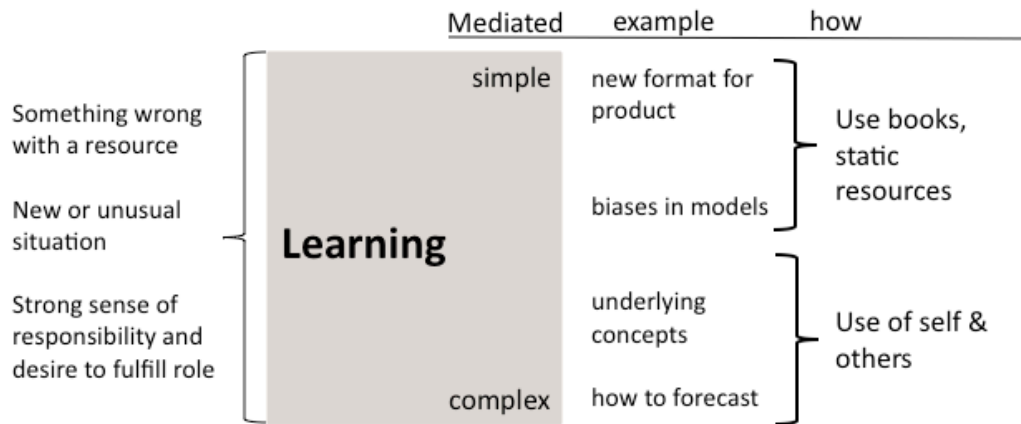 Mediated example how
Something wrong
with a resource
New or unusual
situation
Strong sense of
responsibility and
desire to fulfill role
Learning
simple
complex
new format for
product
biases in models
underlying
concepts
how to forecast
Use books,
static
resources
Use of self &
others